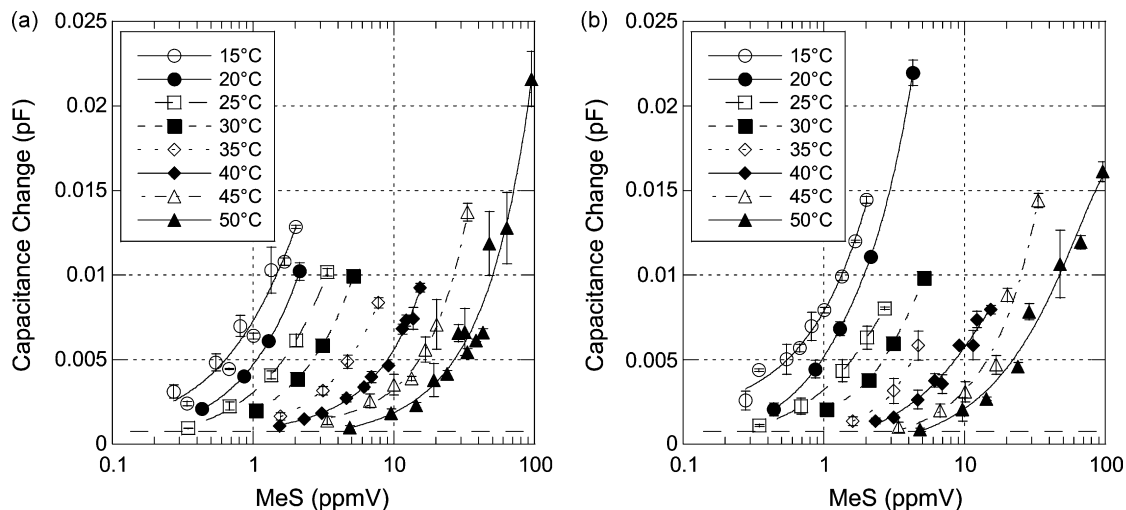 (a)
0.025
0.02
0.015
0.01
0.005
0
Capacitance Change (pF)
15°C
20°C
25°C
30°C
35°C
40°C
45°C
50°C
0.1
1
10
100
MeS (ppmV)
(b)
0.025
0.02
0.015
0.01
0.005
0
Capacitance Change (pF)
15°C
20°C
25°C
30°C
35°C
40°C
45°C
50°C
0.1
1
10
100
MeS (ppmV)